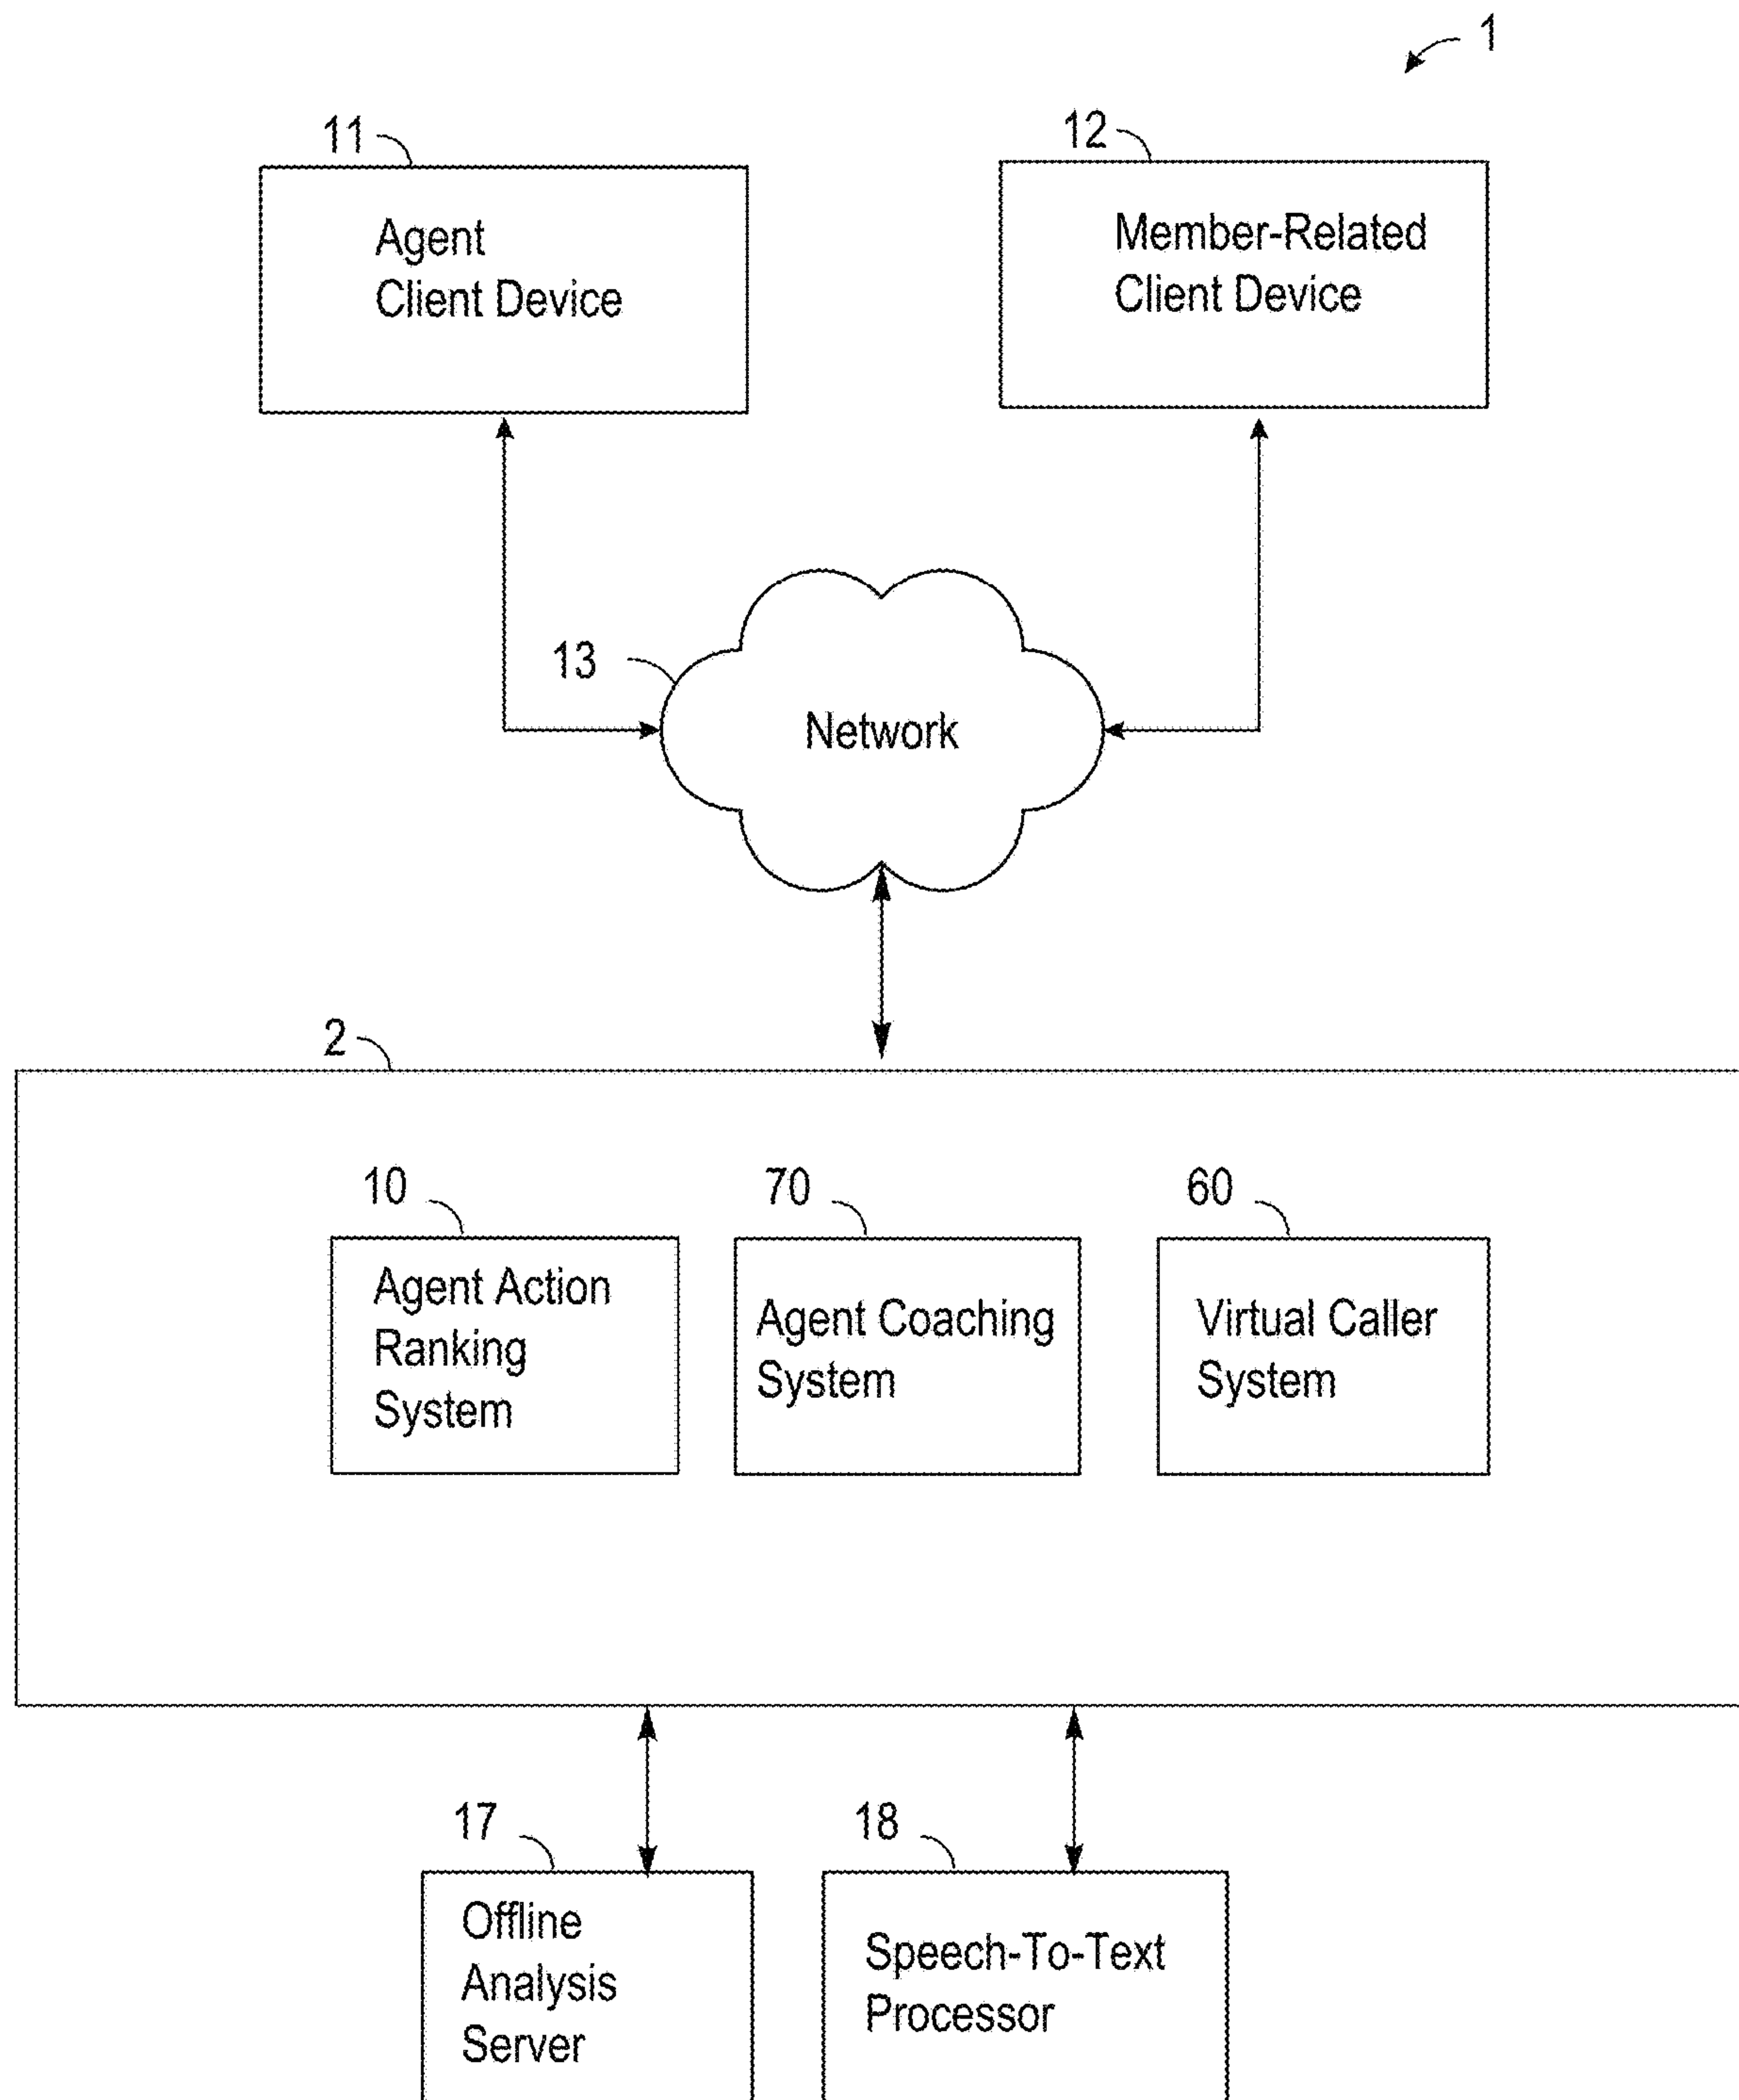 1
11
Agent
Client Device
12
Member-Related
Client Device
13
Network
2
10
Agent Action
Ranking
System
70
Agent Coaching
System
60
Virtual Caller
System
17
Offline
Analysis
Server
18
Speech-To-Text
Processor